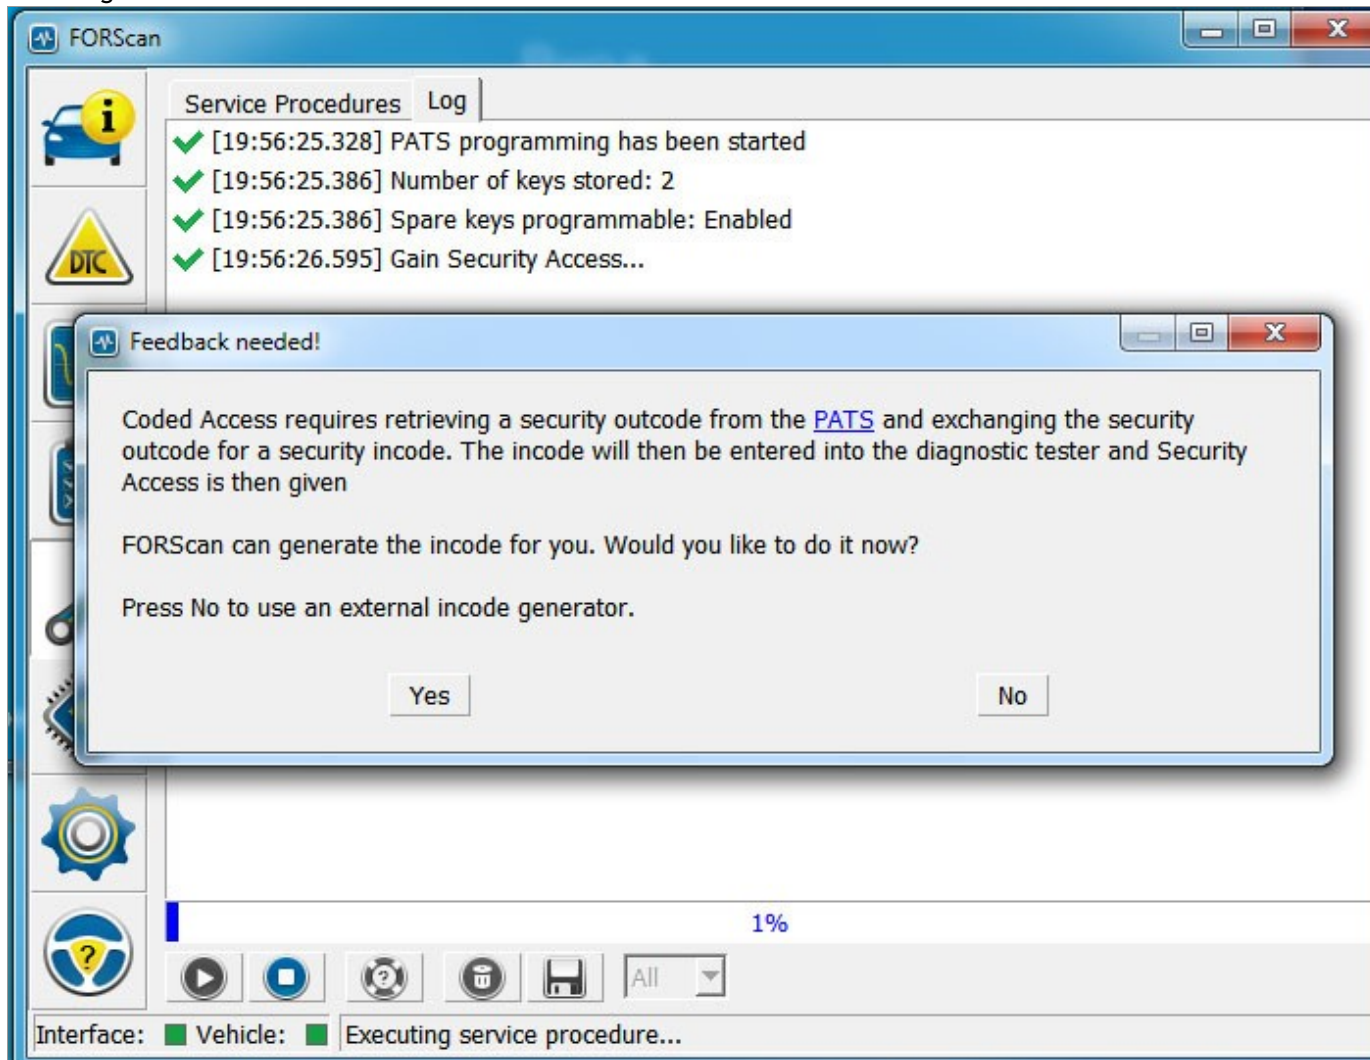 FORScan
i
Service Procedures Log
[19:56:25.328] PATS programming has been started
[19:56:25.386] Number of keys stored: 2
[19:56:25.386] Spare keys programmable: Enabled
[19:56:26.595] Gain Security Access...
DTC
Feedback needed!
Coded Access requires retrieving a security outcode from the PATS and exchanging the security
outcode for a security incode. The incode will then be entered into the diagnostic tester and Security
Access is then given
FORScan can generate the incode for you. Would you like to do it now?
Press No to use an external incode generator.
Yes No
1%
?
? All
Interface: Vehicle: Executing service procedure...